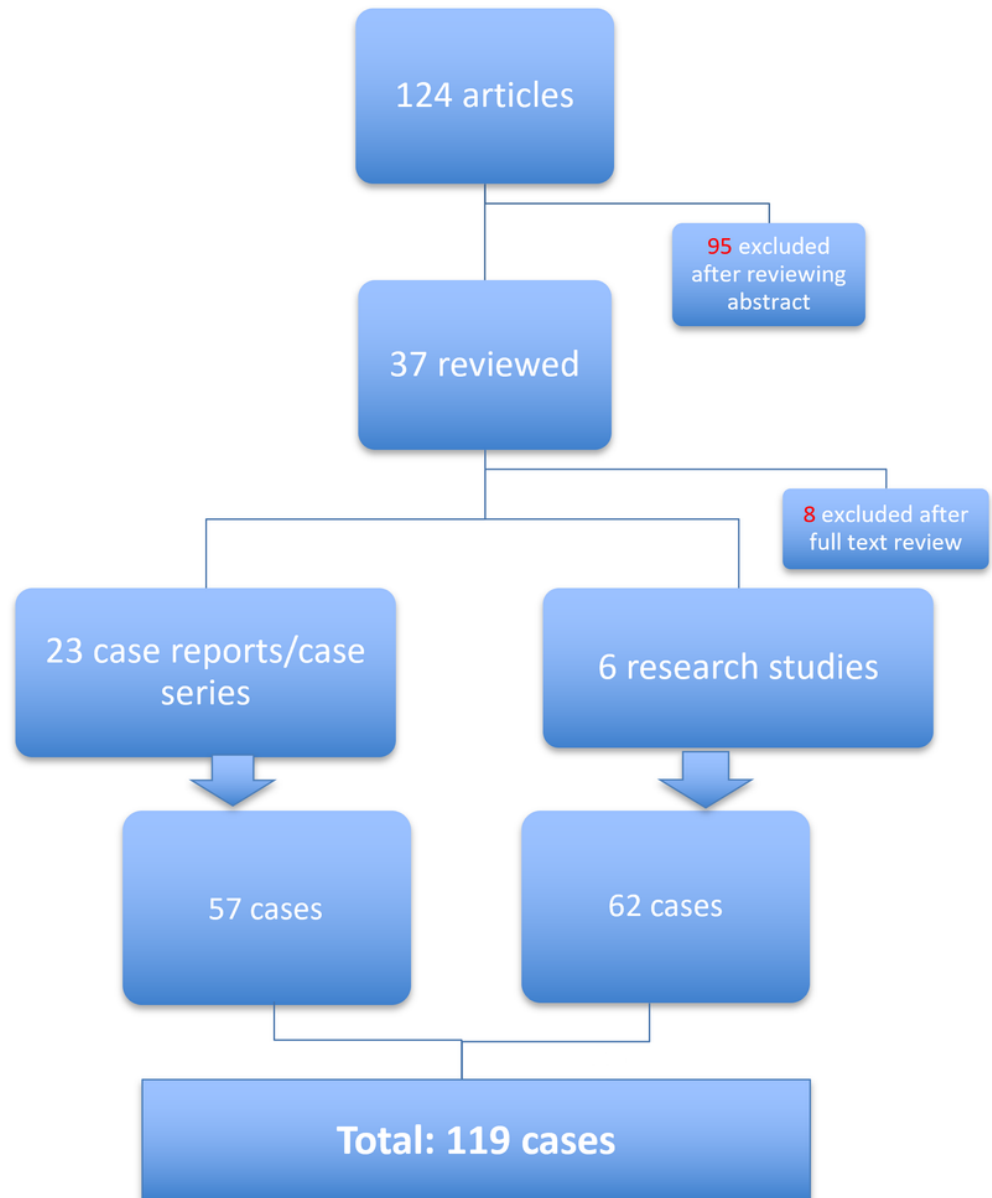 124 articles
95 excluded
after reviewing
abstract
37 reviewed
8 excluded after
full text review
23 case reports/case
series
6 research studies
57 cases
62 cases
Total: 119 cases